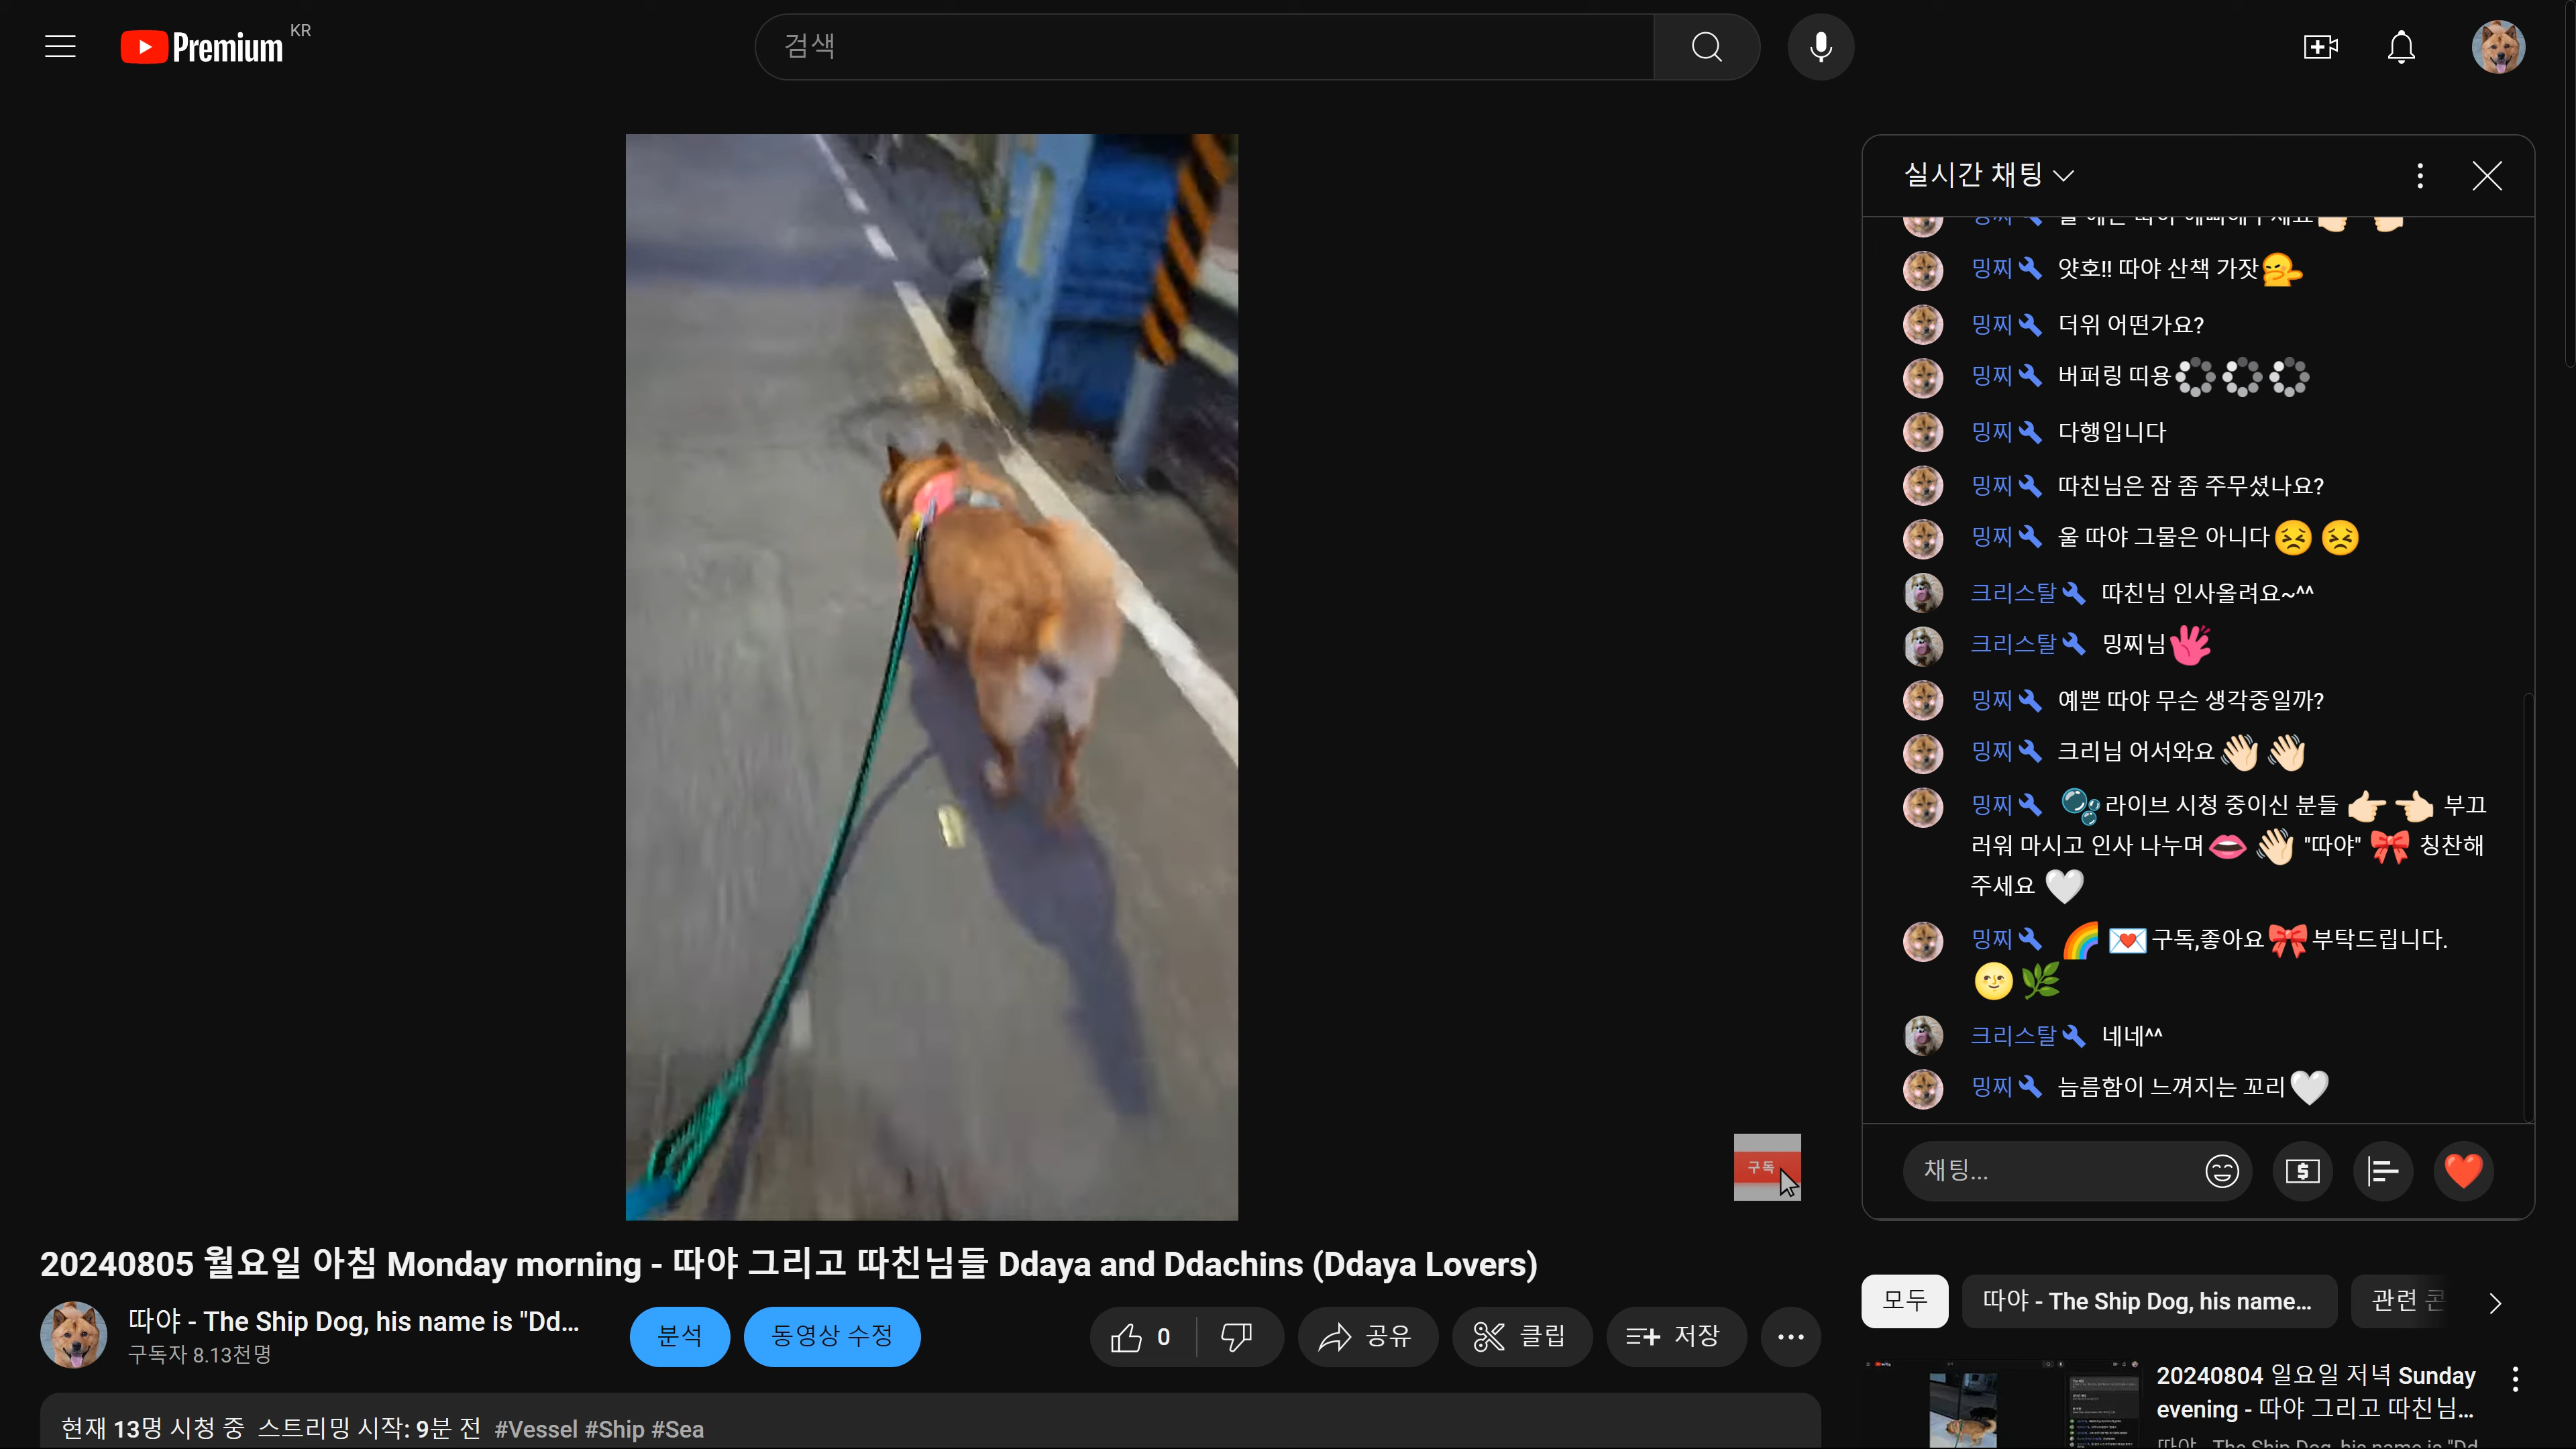 Premium KR
검색
실시간 채팅
밍찌 얏호!! 따야 산책 가잣
밍찌 더위 어떤가요?
밍찌 버퍼링 띠용
밍찌 다행입니다
밍찌 따친님은 잠 좀 주무셨나요?
밍찌 울 따야 그물은 아니다
크리스탈 따친님 인사올려요~^^
크리스탈 밍찌님
밍찌 예쁜 따야 무슨 생각중일까?
밍찌 크리님 어서와요
밍찌 라이브 시청 중이신 분들 부끄
러워 마시고 인사 나누며 "따야" 칭찬해
주세요
밍찌 구독,좋아요 부탁드립니다.
크리스탈 네네^^
밍찌 늠름함이 느껴지는 꼬리
채팅...
구독
20240805 월요일 아침 Monday morning - 따야 그리고 따친님들 Ddaya and Ddachins (Ddaya Lovers)
따야 - The Ship Dog, his name is "Dd...
구독자 8.13천명
분석
동영상 수정
0
공유
클립
저장
현재 13명 시청 중 스트리밍 시작: 9분 전 #Vessel #Ship #Sea
모두
따야 - The Ship Dog, his name...
관련
20240804 일요일 저녁 Sunday
evening - 따야 그리고 따친님...